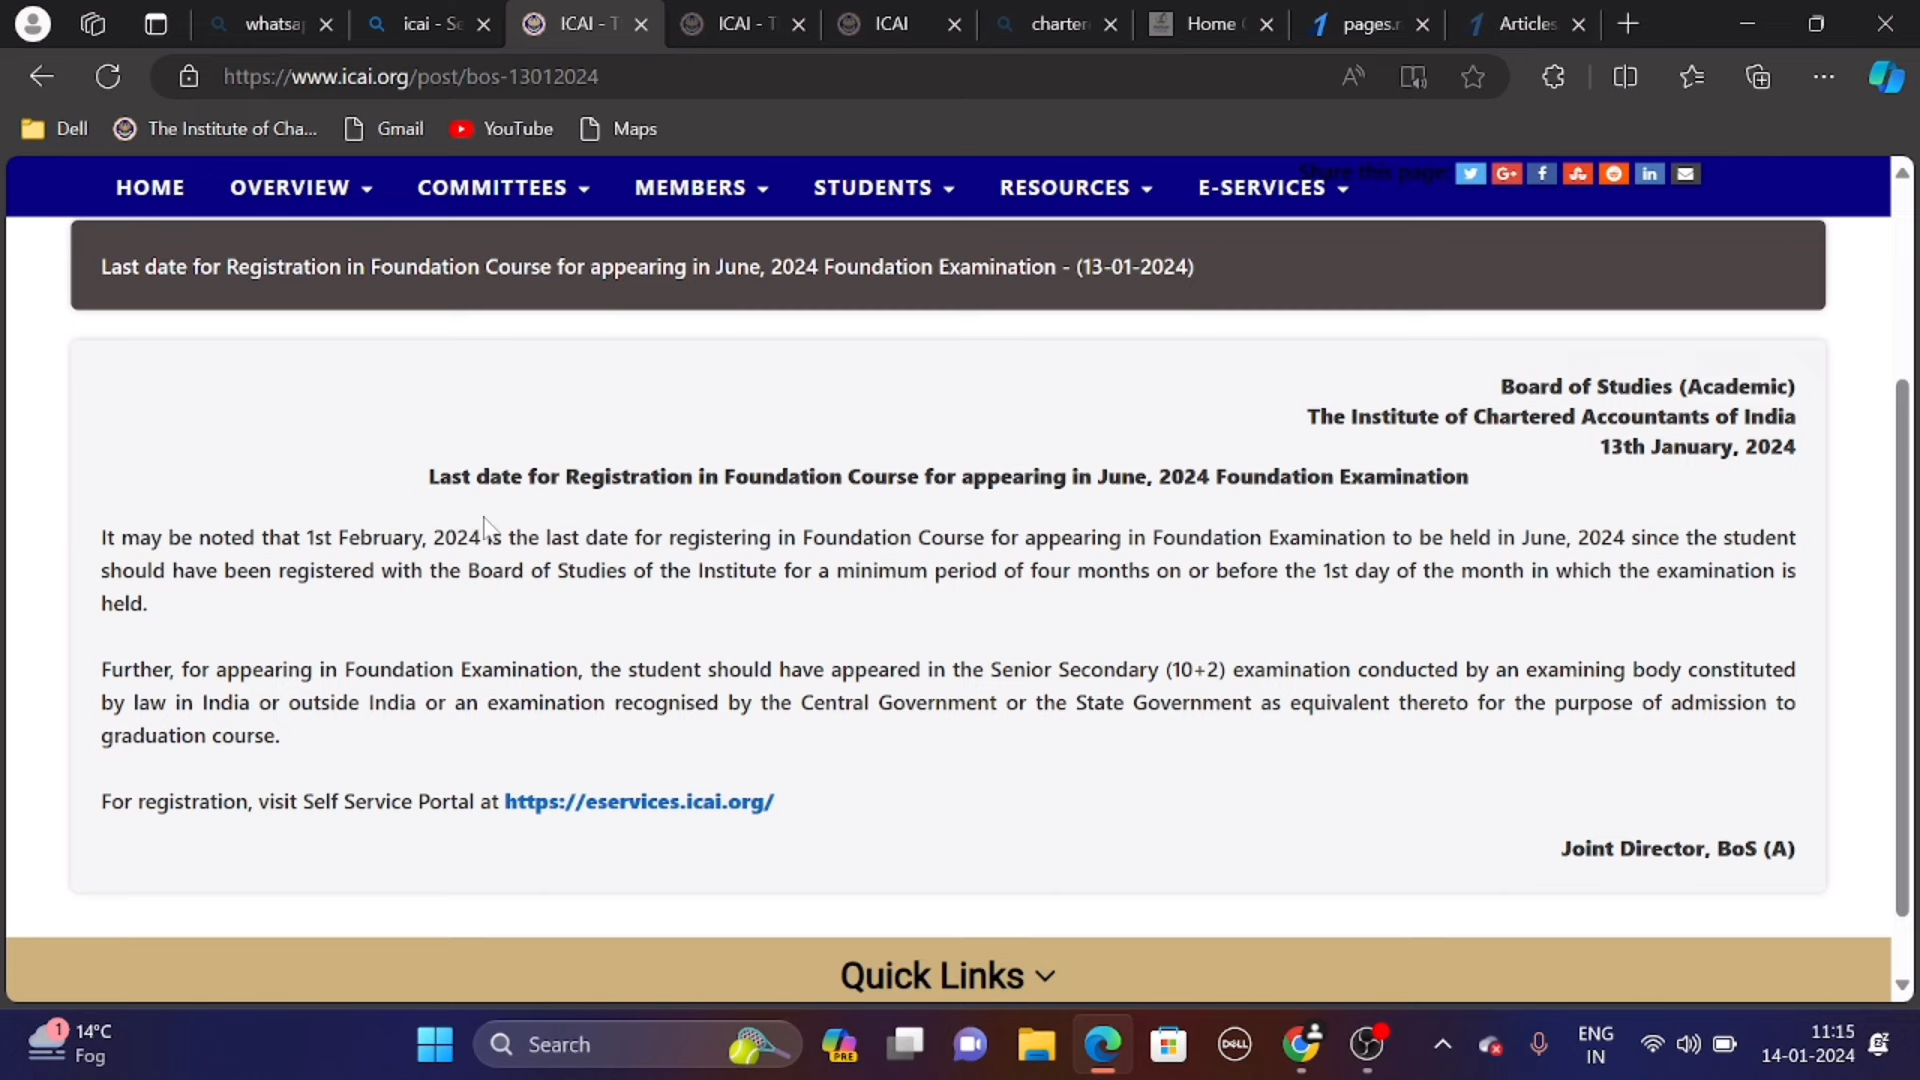 whatsa
icai - Se
ICAI - T
ICAI - T
ICAI
charter
Home
pages.r
Articles
https://www.icai.org/post/bos-13012024
Dell
The Institute of Cha...
Gmail
YouTube
Maps
Share this page:
HOME
OVERVIEW
COMMITTEES
MEMBERS
STUDENTS
RESOURCES
E-SERVICES
Last date for Registration in Foundation Course for appearing in June, 2024 Foundation Examination - (13-01-2024)
Board of Studies (Academic)
The Institute of Chartered Accountants of India
13th January, 2024
Last date for Registration in Foundation Course for appearing in June, 2024 Foundation Examination
It may be noted that 1st February, 2024 is the last date for registering in Foundation Course for appearing in Foundation Examination to be held in June, 2024 since the student
should have been registered with the Board of Studies of the Institute for a minimum period of four months on or before the 1st day of the month in which the examination is
held.
Further, for appearing in Foundation Examination, the student should have appeared in the Senior Secondary (10+2) examination conducted by an examining body constituted
by law in India or outside India or an examination recognised by the Central Government or the State Government as equivalent thereto for the purpose of admission to
graduation course.
For registration, visit Self Service Portal at https://eservices.icai.org/
Joint Director, BoS (A)
Quick Links
1
14°C
Fog
Search
PRE
DELL
ENG
IN
11:15
14-01-2024